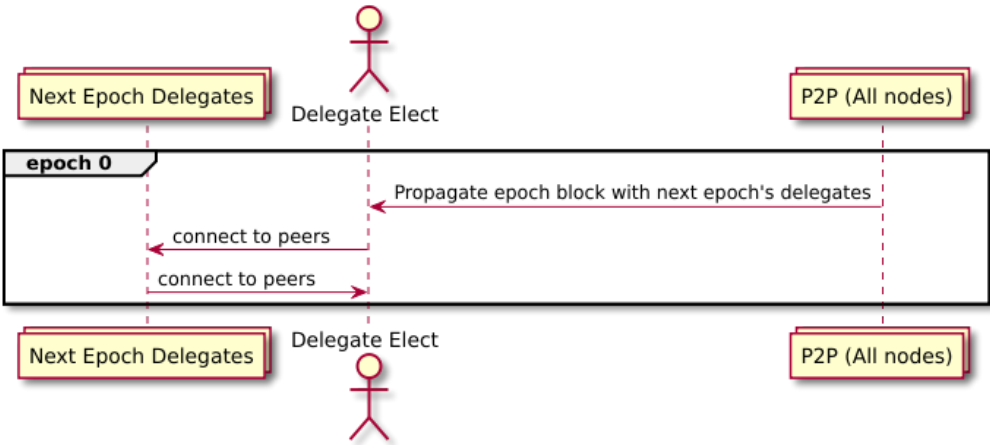 Next Epoch Delegates
Delegate Elect
P2P (All nodes)
epoch 0
Propagate epoch block with next epoch's delegates
connect to peers
connect to peers
Next Epoch Delegates
Delegate Elect
P2P (All nodes)